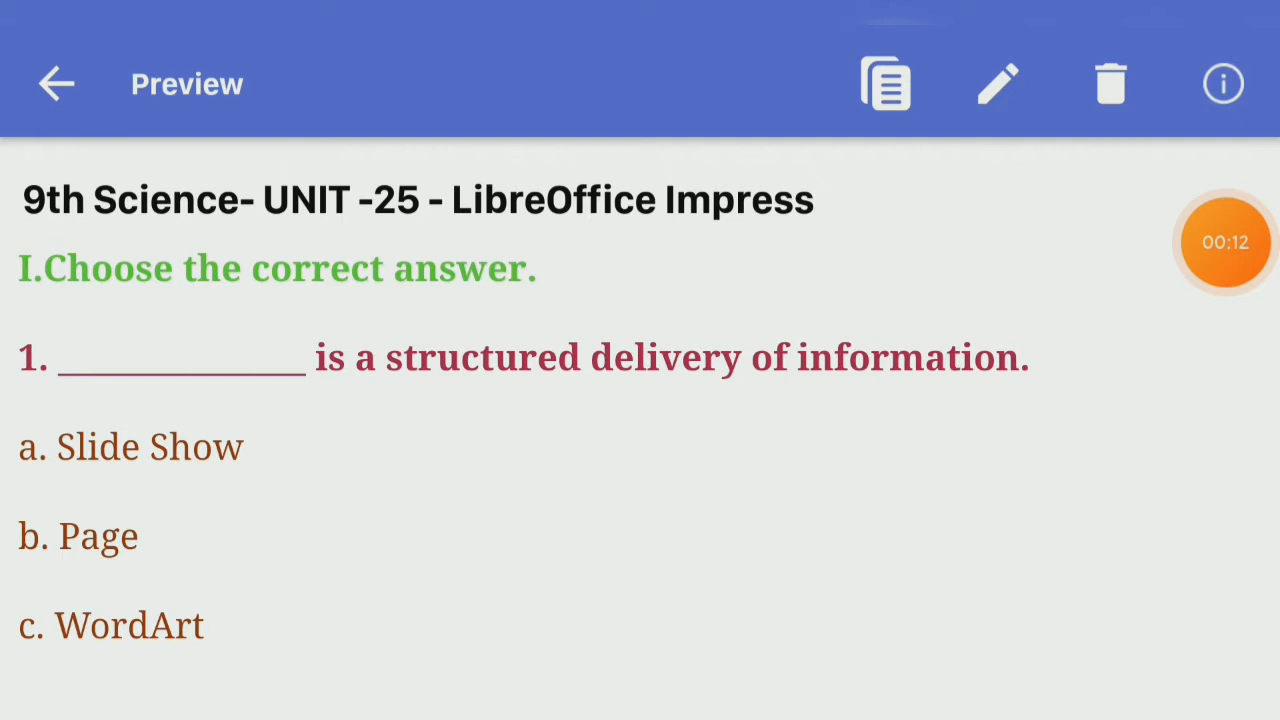 Preview
9th Science- UNIT -25 - LibreOffice Impress
00:12
I.Choose the correct answer.
1. _____________ is a structured delivery of information.
a. Slide Show
b. Page
c. WordArt